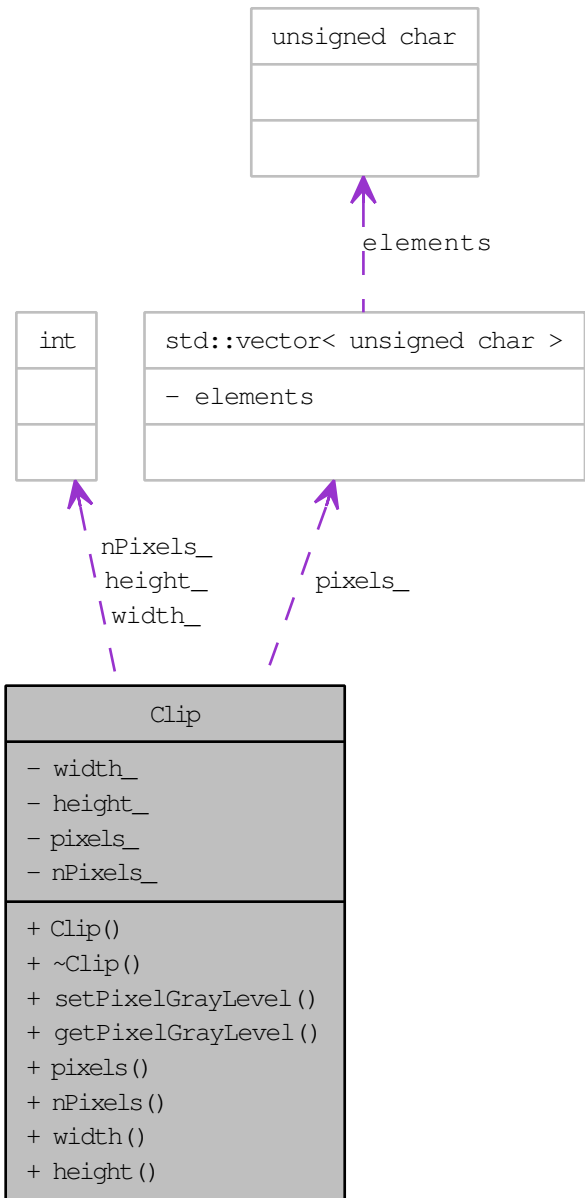 unsigned char
elements
int
std::vector< unsigned char >
- elements
nPixels_
height_
width_
pixels_
Clip
- width_
- height_
- pixels_
- nPixels_
+ Clip()
+ ~Clip()
+ setPixelGrayLevel()
+ getPixelGrayLevel()
+ pixels()
+ nPixels()
+ width()
+ height()